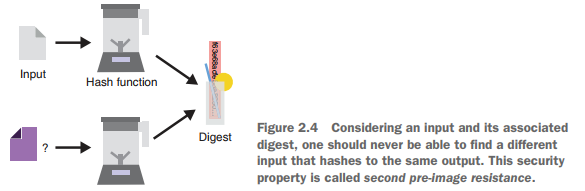 Input
Hash function
?
Digest
Figure 2.4 Considering an input and its associated
digest, one should never be able to find a different
input that hashes to the same output. This security
property is called second pre-image resistance.